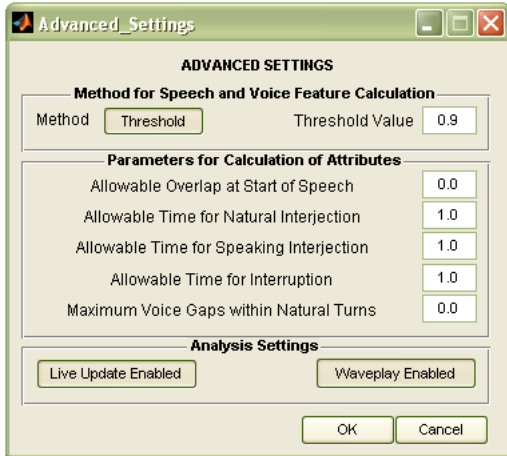 Advanced_Settings
ADVANCED SETTINGS
Method for Speech and Voice Feature Calculation
Method Threshold Threshold Value 0.9
Parameters for Calculation of Attributes
Allowable Overlap at Start of Speech 0.0
Allowable Time for Natural Interjection 1.0
Allowable Time for Speaking Interjection 1.0
Allowable Time for Interruption 1.0
Maximum Voice Gaps within Natural Turns 0.0
Analysis Settings
Live Update Enabled Waveplay Enabled
OK Cancel